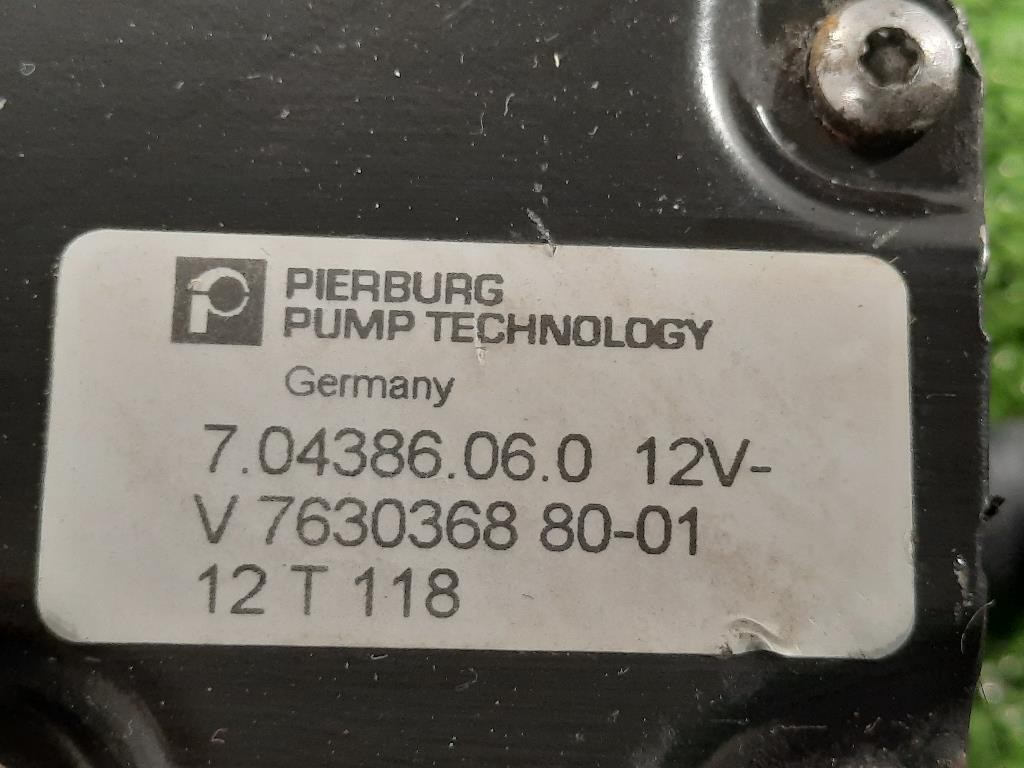 PIERBURG
PUMP TECHNOLOGY
Germany
7.04386.06.0 12V-
V 7630368 80-01
12 T 118